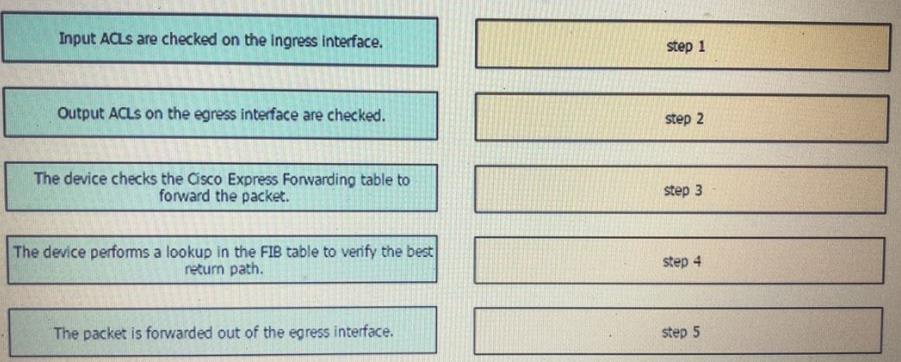 Input ACLs are checked on the ingress interface.
step 1
Output ACLs on the egress interface are checked.
step 2
The device checks the Cisco Express Forwarding table to
forward the packet.
step 3
The device performs a lookup in the FIB table to verify the best
return path.
step 4
The packet is forwarded out of the egress interface.
step 5